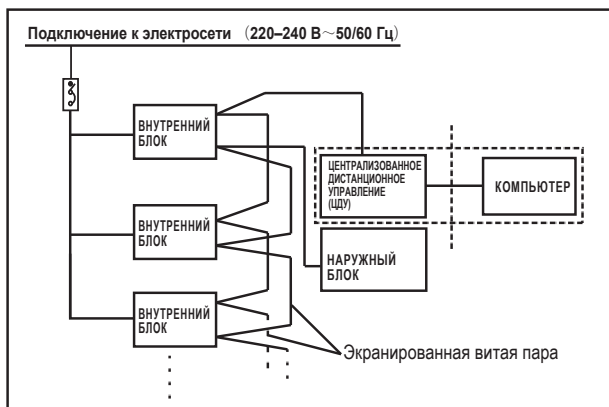 Подключение к электросети (220–240 В~50/60 Гц)
ВНУТРЕННИЙ
БЛОК
ЦЕНТРАЛИЗОВАННОЕ
ДИСТАНЦИОННОЕ
УПРАВЛЕНИЕ
(ЦДУ)
КОМПЬЮТЕР
ВНУТРЕННИЙ
БЛОК
НАРУЖНЫЙ
БЛОК
ВНУТРЕННИЙ
БЛОК
Экранированная витая пара